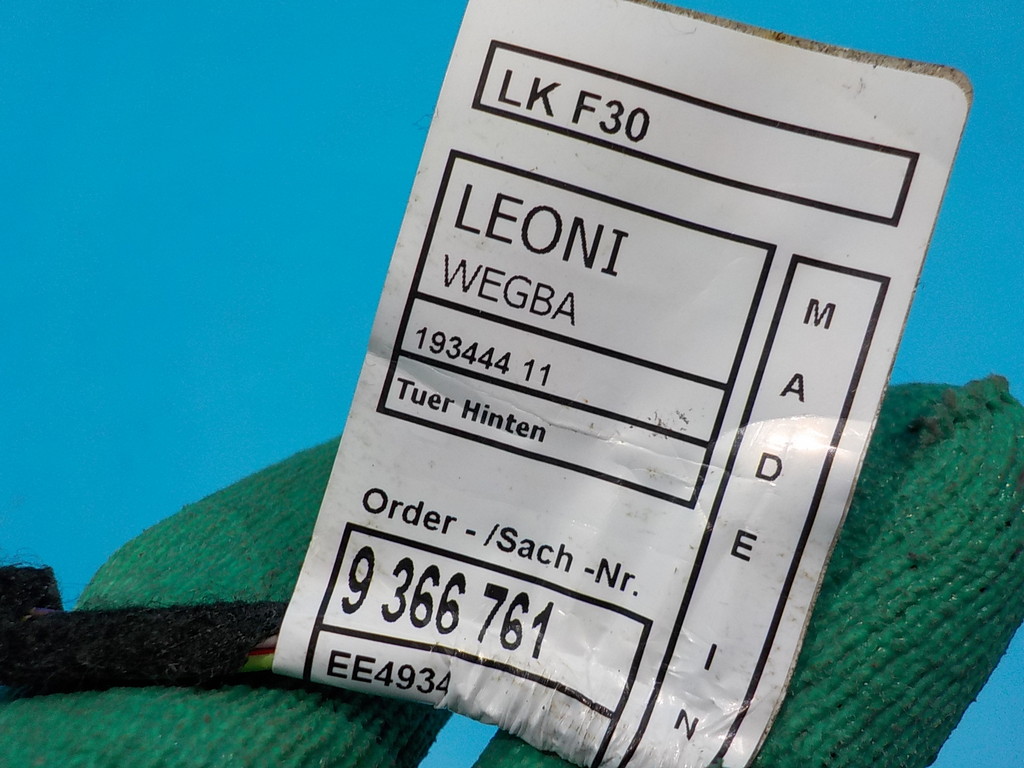 LK F30
LEONI
WEGBA
193444 11
Tuer Hinten
Order - /Sach -Nr.
9 366 761
EE4934
MADE IN